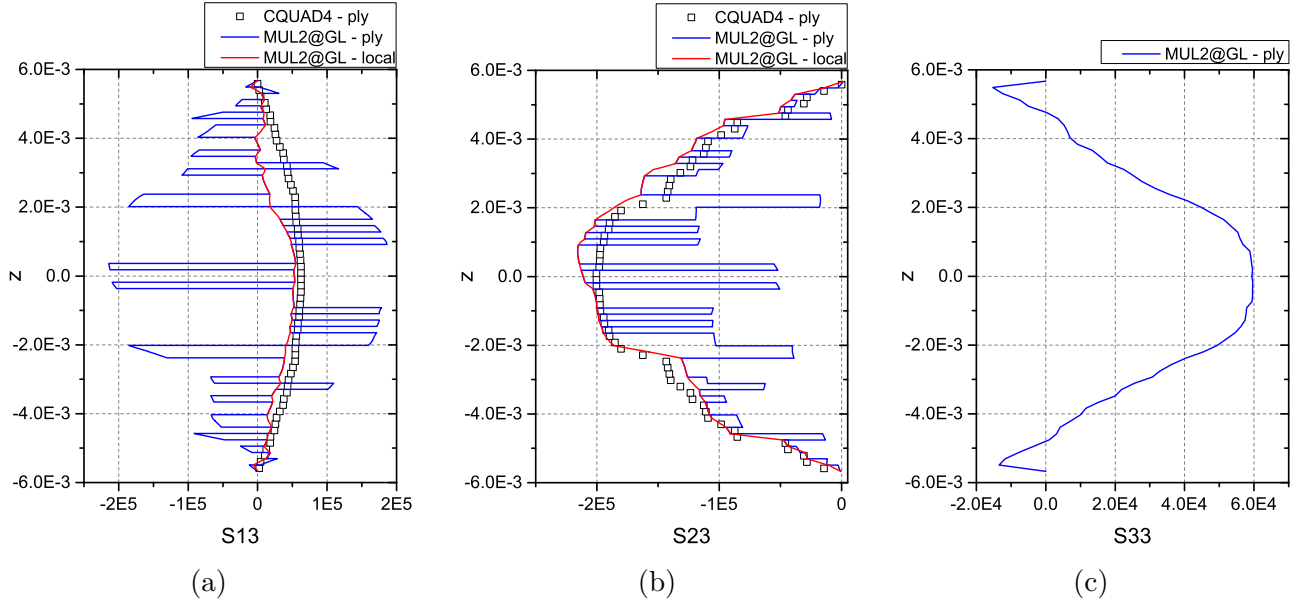 CQUAD4 - ply
MUL2@GL - ply
MUL2@GL - local
6.0E-3
4.0E-3
2.0E-3
0.0
-2.0E-3
-4.0E-3
-6.0E-3
z
-2E5 -1E5 0 1E5 2E5
S13
(a)
CQUAD4 - ply
MUL2@GL - ply
MUL2@GL - local
6.0E-3
4.0E-3
2.0E-3
0.0
-2.0E-3
-4.0E-3
-6.0E-3
z
-2E5 -1E5 0
S23
(b)
MUL2@GL - ply
6.0E-3
4.0E-3
2.0E-3
0.0
-2.0E-3
-4.0E-3
-6.0E-3
z
-2.0E4 0.0 2.0E4 4.0E4 6.0E4
S33
(c)